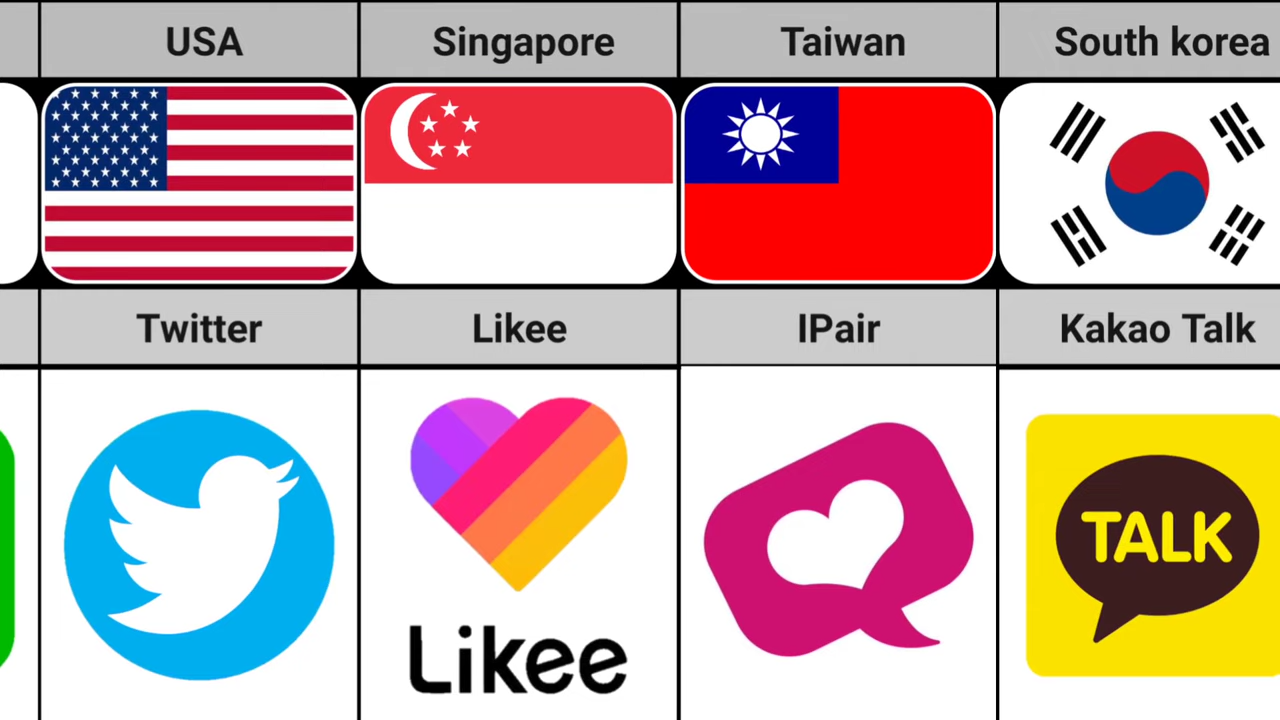 USA
Singapore
Taiwan
South korea
Twitter
Likee
IPair
Kakao Talk
Likee
TALK